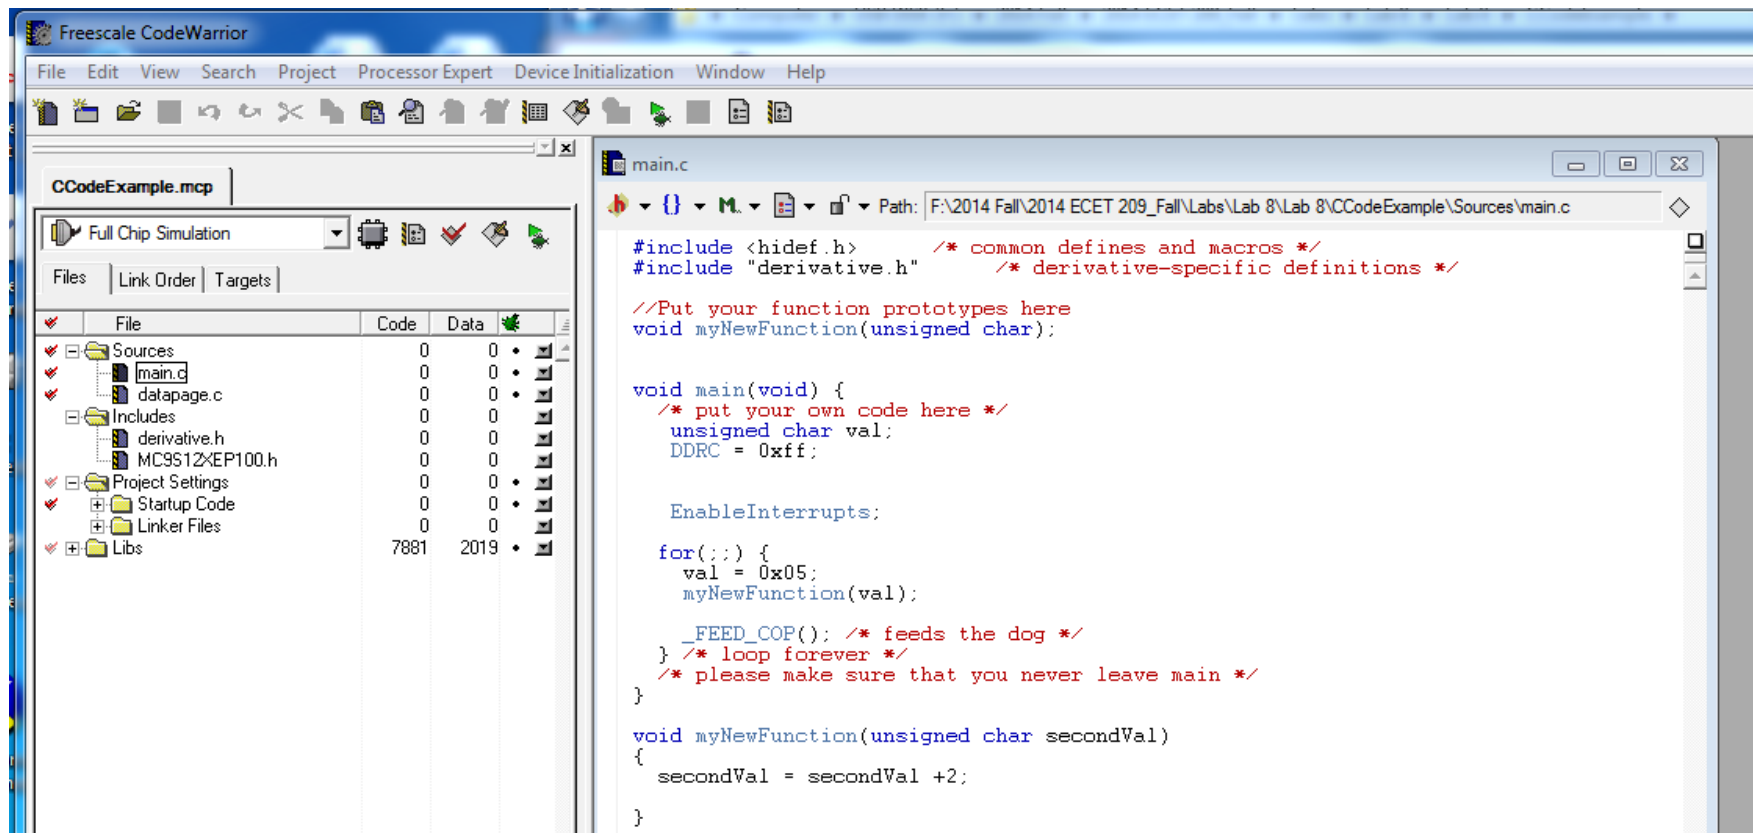 Freescale CodeWarrior
File Edit View Search Project Processor Expert Device Initialization Window Help
CCodeExample.mcp
Full Chip Simulation
Files Link Order Targets
File Code Data
Sources 0 0
main.c 0 0
datapage.c 0 0
Includes 0 0
derivative.h 0 0
MC9S12XEP100.h 0 0
Project Settings 0 0
Startup Code 0 0
Linker Files 0 0
Libs 7881 2019
main.c
{} M.. Path: F:\2014 Fall\2014 ECET 209_Fall\Labs\Lab 8\Lab 8\CCodeExample\Sources\main.c
#include <hidef.h> /* common defines and macros */
#include "derivative.h" /* derivative-specific definitions */
//Put your function prototypes here
void myNewFunction(unsigned char);
void main(void) {
/* put your own code here */
unsigned char val;
DDRC = 0xff;
EnableInterrupts;
for(;;) {
val = 0x05;
myNewFunction(val);
_FEED_COP(); /* feeds the dog */
} /* loop forever */
/* please make sure that you never leave main */
}
void myNewFunction(unsigned char secondVal)
{
secondVal = secondVal +2;
}